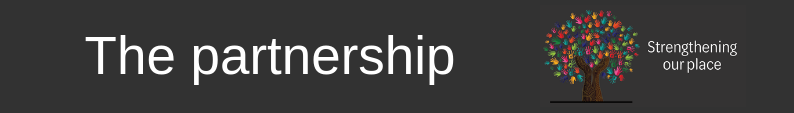 The partnership
Strengthening
our place